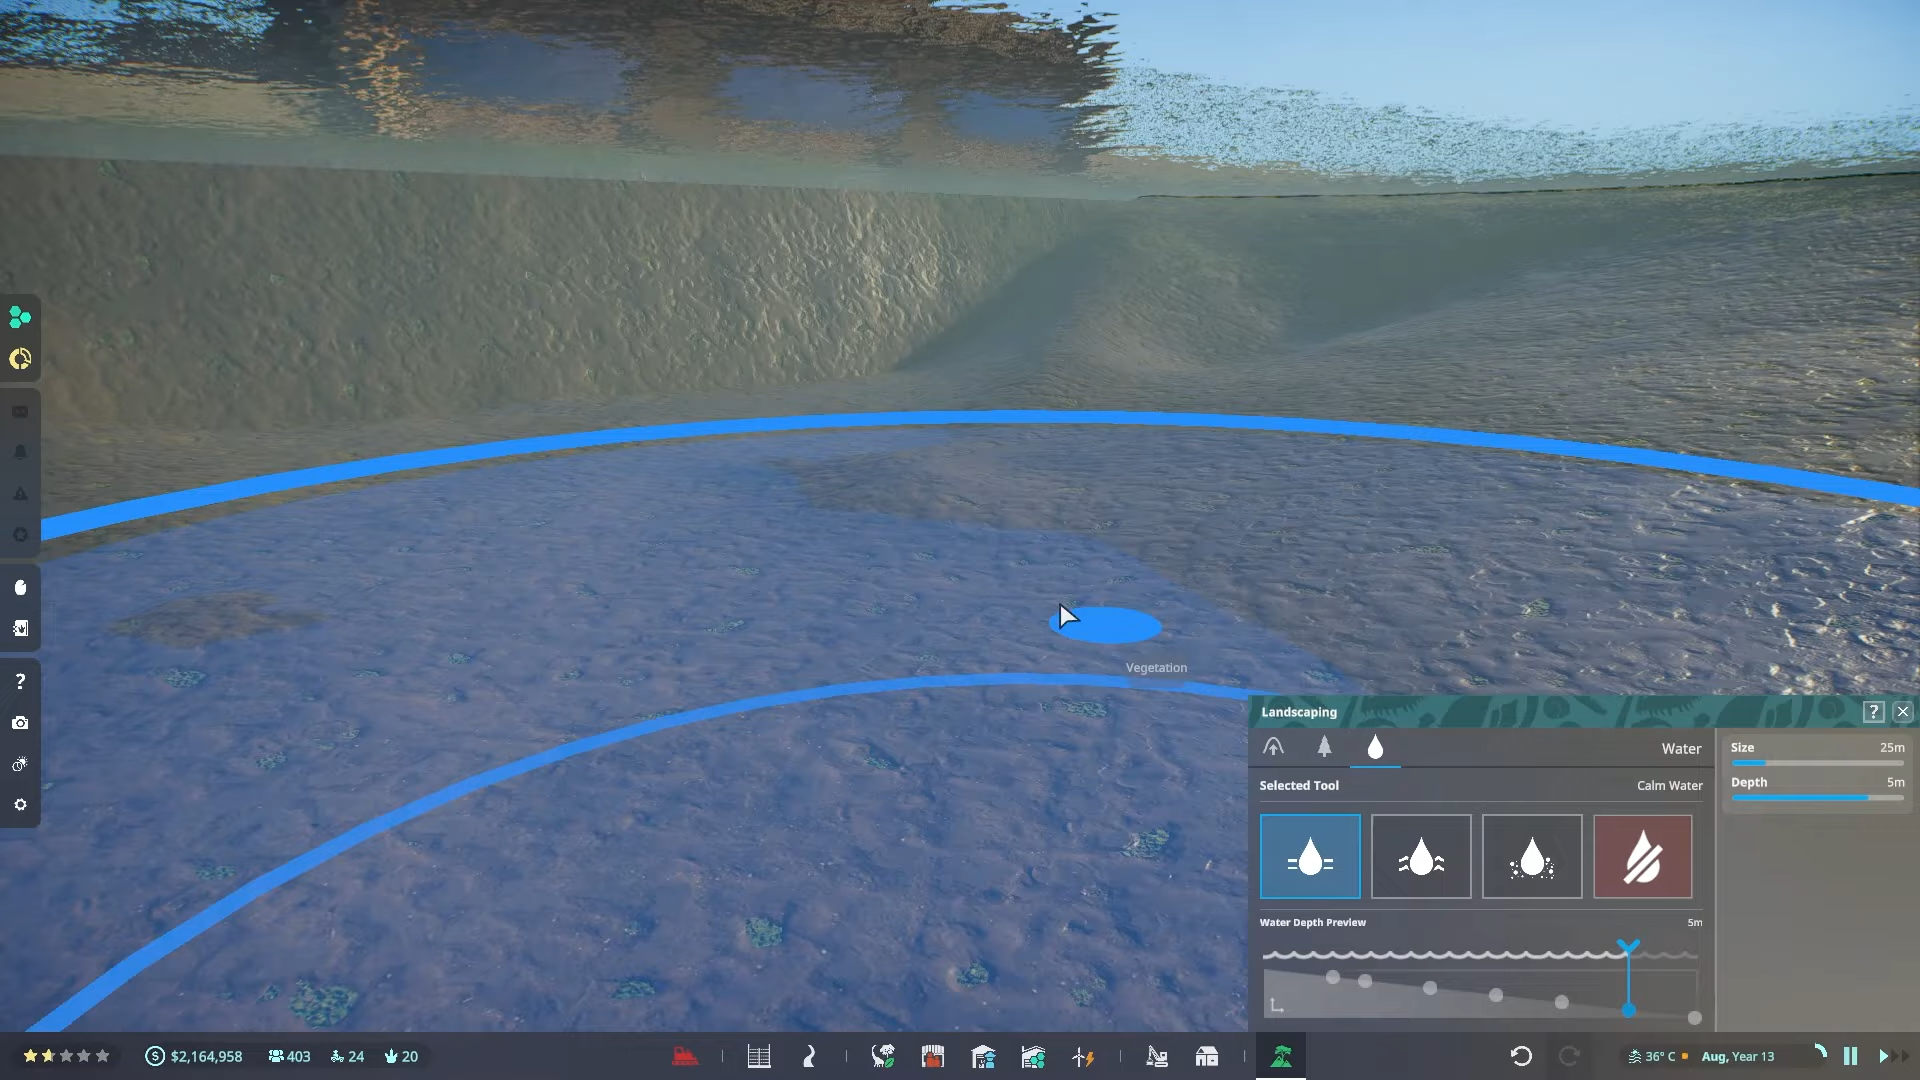 Vegetation
Landscaping
?
Water
Size 25m
Selected Tool Calm Water
Depth 5m
Water Depth Preview 5m
?
$2,164,958 403 24 20
36° C Aug, Year 13